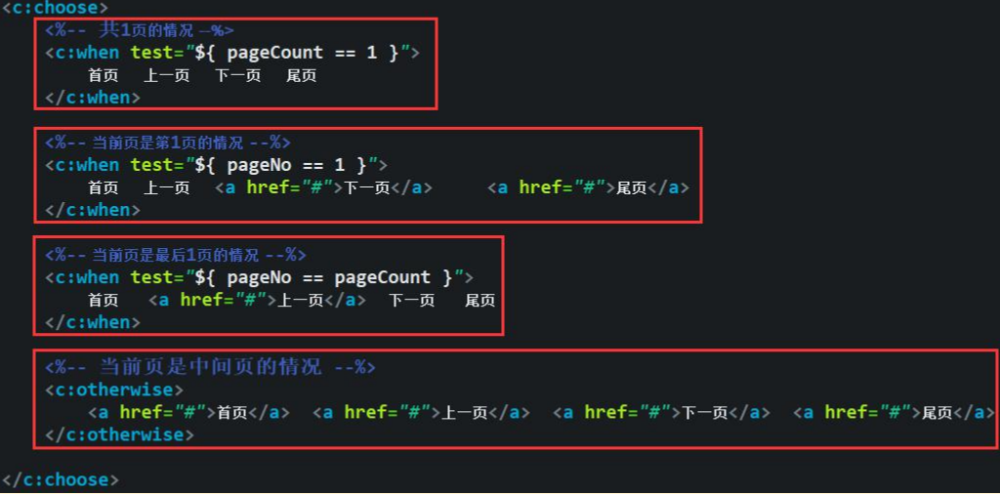 <c:choose>
<%-- 共1页的情况 --%>
<c:when test="${ pageCount == 1 }">
首页 上一页 下一页 尾页
</c:when>
<%-- 当前页是第1页的情况 --%>
<c:when test="${ pageNo == 1 }">
首页 上一页 <a href="#">下一页</a> <a href="#">尾页</a>
</c:when>
<%-- 当前页是最后1页的情况 --%>
<c:when test="${ pageNo == pageCount }">
首页 <a href="#">上一页</a> 下一页 尾页
</c:when>
<%-- 当前页是中间页的情况 --%>
<c:otherwise>
<a href="#">首页</a> <a href="#">上一页</a> <a href="#">下一页</a> <a href="#">尾页</a>
</c:otherwise>
</c:choose>